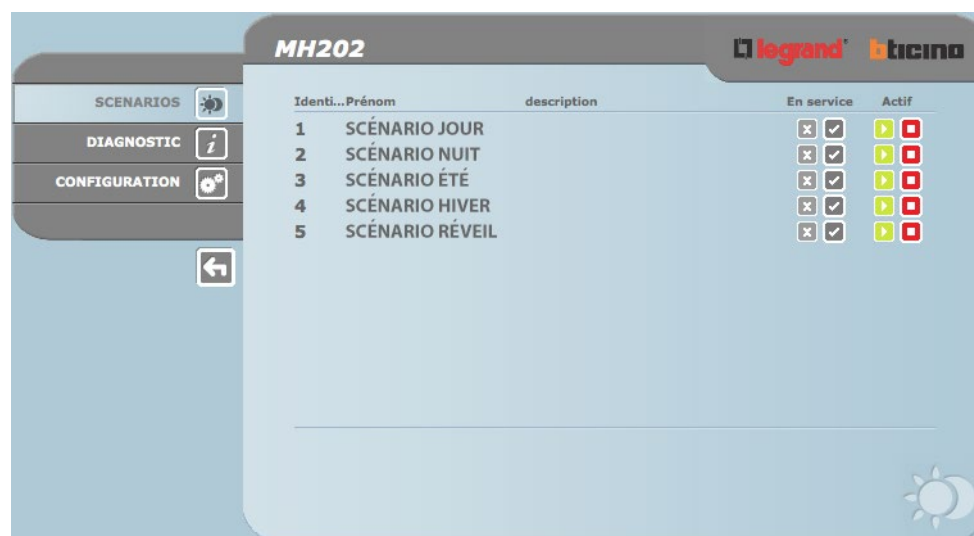 MH202
legrand®
bticino
SCENARIOS
DIAGNOSTIC
CONFIGURATION
Identi...Prénom description En service Actif
1 SCÉNARIO JOUR
2 SCÉNARIO NUIT
3 SCÉNARIO ÉTÉ
4 SCÉNARIO HIVER
5 SCÉNARIO RÉVEIL